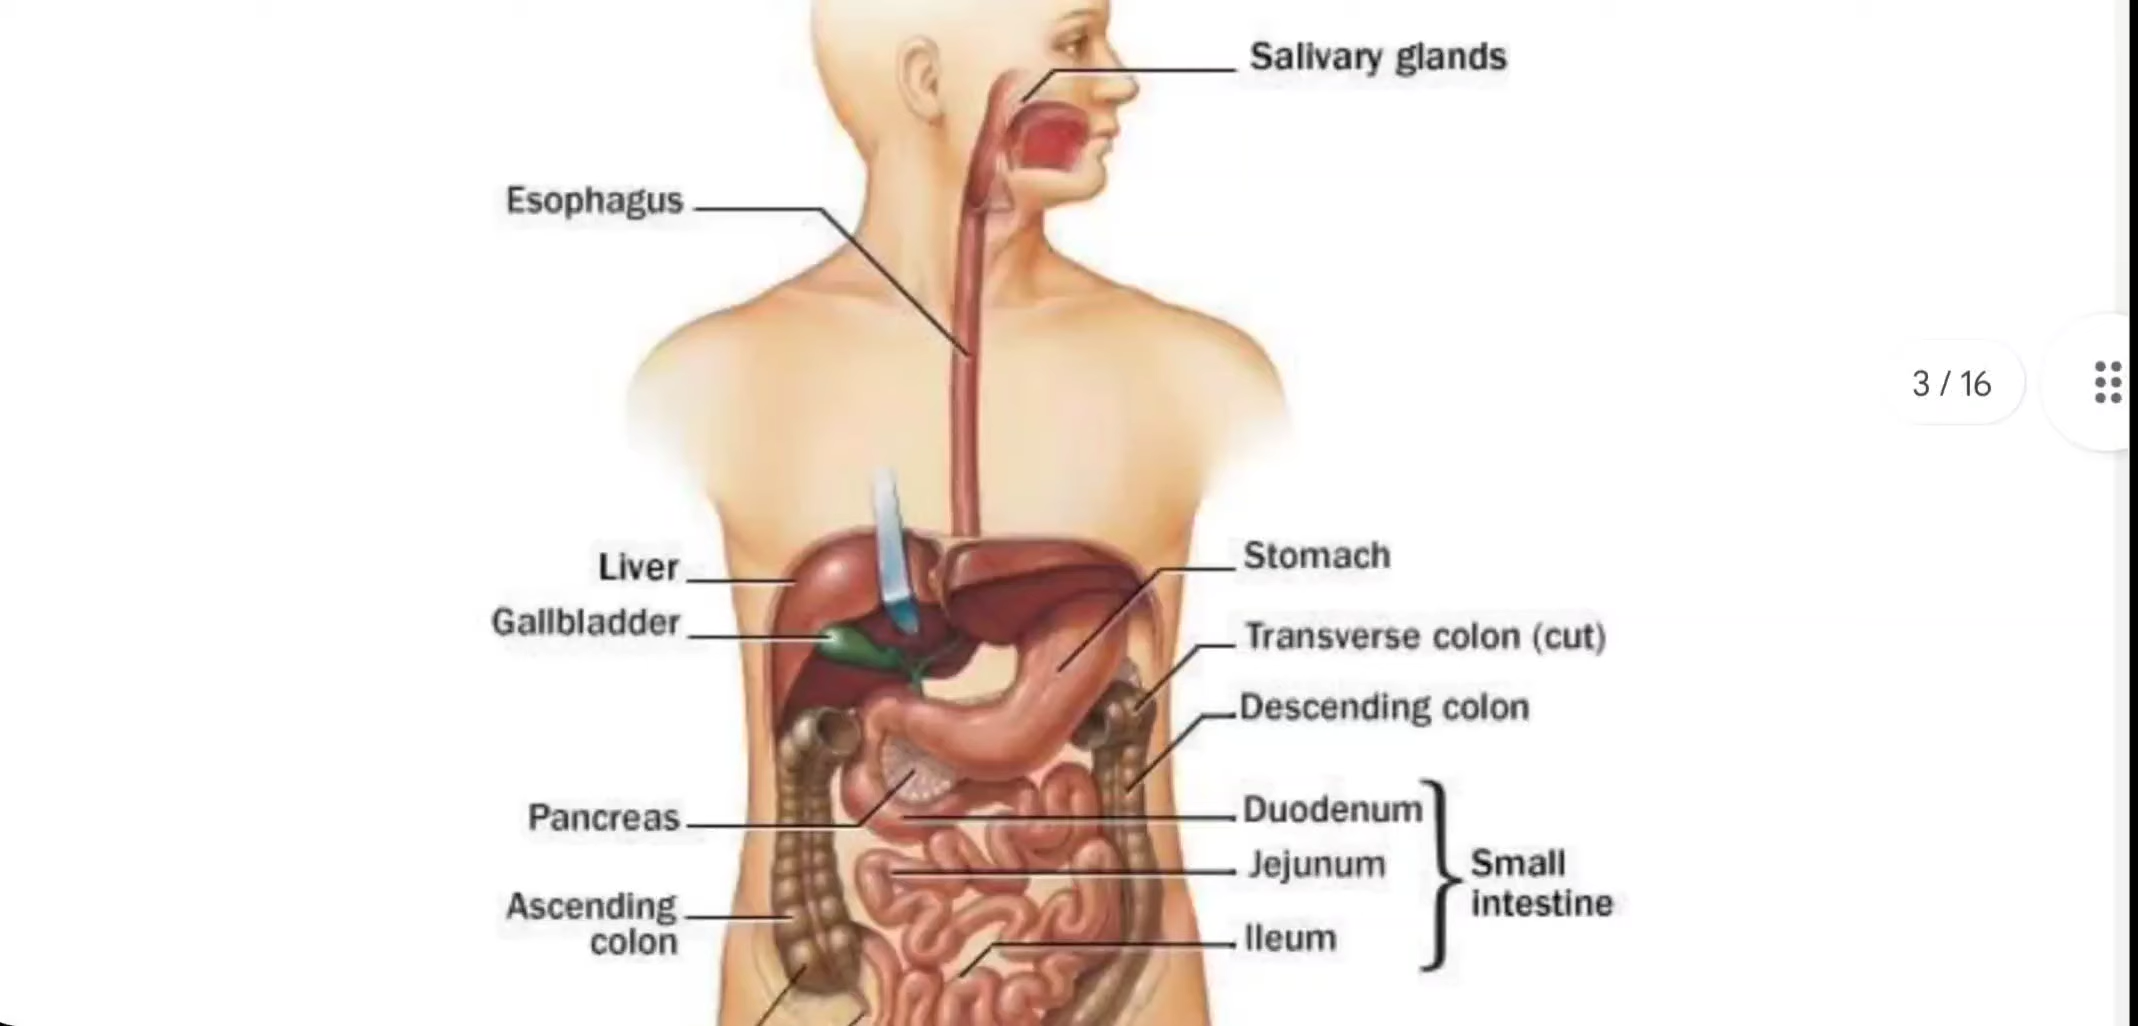 Salivary glands
Esophagus
Liver
Gallbladder
Pancreas
Ascending
colon
Stomach
Transverse colon (cut)
Descending colon
Duodenum
Jejunum
Ileum
Small
intestine
3 / 16